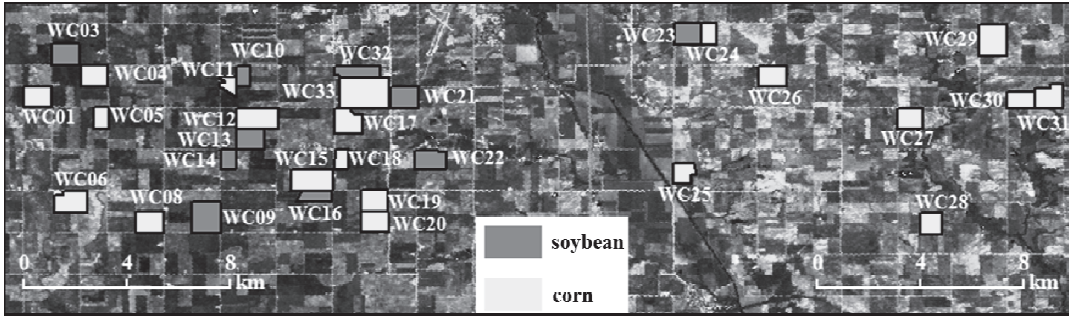 WC03
WC10
WC32
WC23
WC24
WC29
WC04
WC11
WC33
WC21
WC26
WC30
WC31
WC01
WC05
WC12
WC17
WC27
WC13
WC14
WC15
WC18
WC22
WC06
WC08
WC09
WC16
WC19
WC20
WC25
WC28
soybean
corn
0 4 8
km
0 4 8
km